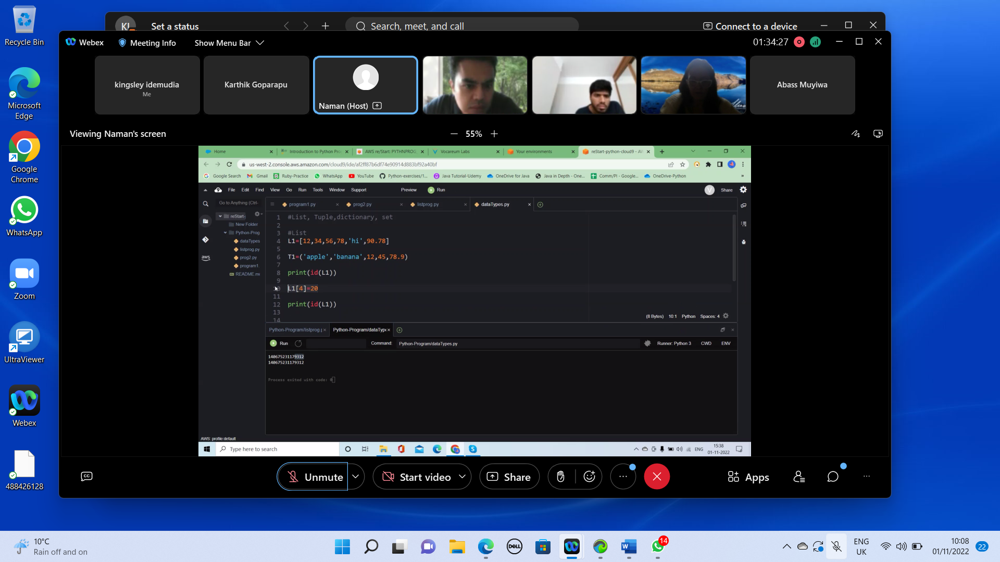 Recycle Bin
Microsoft
Edge
Google
Chrome
WhatsApp
Zoom
UltraViewer
Webex
488426128
KI
Set a status
Search, meet, and call
Connect to a device
Webex
Meeting Info
Show Menu Bar
01:34:27
kingsley idemudia
Me
Karthik Goparapu
Naman (Host)
Abass Muyiwa
Viewing Naman's screen
55%
Home
Introduction to Python Pro
AWS re/Start: PYTHNPROG
Vocareum Labs
Your environments
reStart-python-cloud9 - AW
us-west-2.console.aws.amazon.com/cloud9/ide/af2ff87b6df74e90914d883bf92a40bf
Google Search
Gmail
Ruby-Practice
WhatsApp
YouTube
Python-exercises/1...
Java Tutorial-Udemy
OneDrive for Java
Java in Depth - One...
Comm/PI - Google...
OneDrive-Python
»
File Edit Find View Go Run Tools Window Support
Preview
Run
V
Share
Go to Anything (Ctrl-
program1.py
prog2.py
listprog.py
dataTypes.py
reStart-
New Folder
Python-Prog
dataTypes
listprog.py
prog2.py
program1.
README.m
aws
1 #List, Tuple,dictionary, set
2
3 #List
4 L1=[12,34,56,78,'hi',90.78]
5
6 T1=('apple','banana',12,45,78.9)
7
8 print(id(L1))
9
10 L1[4]=20
11
12 print(id(L1))
13
14
(8 Bytes) 10:1 Python Spaces: 4
Python-Program/listprog.p
Python-Program/dataType
Run
Command:
Python-Program/dataTypes.py
Runner: Python 3
CWD
ENV
140675231179312
140675231179312
Process exited with code: 0
AWS: profile:default
Type here to search
ENG
15:38
01-11-2022
CC
Unmute
Start video
Share
Apps
10°C
Rain off and on
DELL
W
14
ENG
UK
10:08
01/11/2022
22